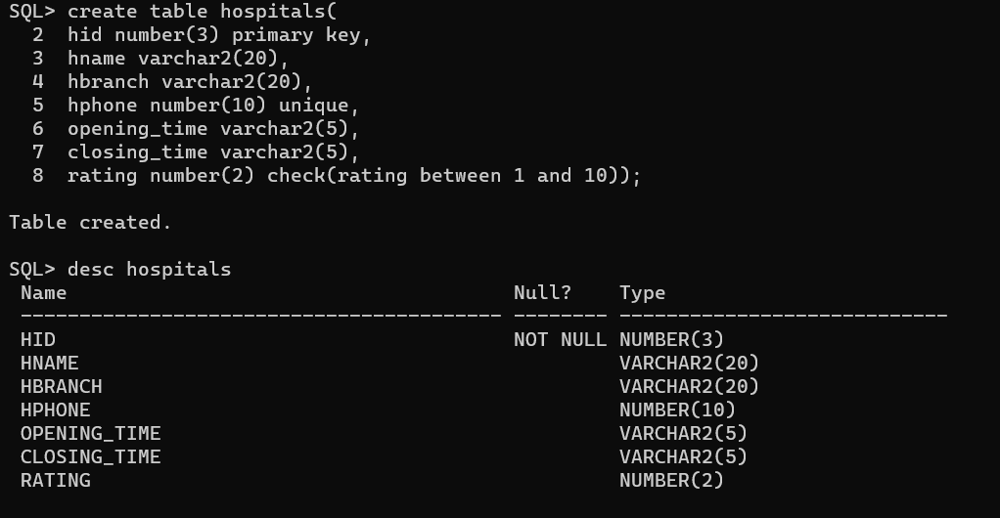 SQL> create table hospitals(
  2  hid number(3) primary key,
  3  hname varchar2(20),
  4  hbranch varchar2(20),
  5  hphone number(10) unique,
  6  opening_time varchar2(5),
  7  closing_time varchar2(5),
  8  rating number(2) check(rating between 1 and 10));

Table created.

SQL> desc hospitals
 Name                                      Null?    Type
 ----------------------------------------- -------- ----------------------------
 HID                                       NOT NULL NUMBER(3)
 HNAME                                              VARCHAR2(20)
 HBRANCH                                            VARCHAR2(20)
 HPHONE                                             NUMBER(10)
 OPENING_TIME                                       VARCHAR2(5)
 CLOSING_TIME                                       VARCHAR2(5)
 RATING                                             NUMBER(2)